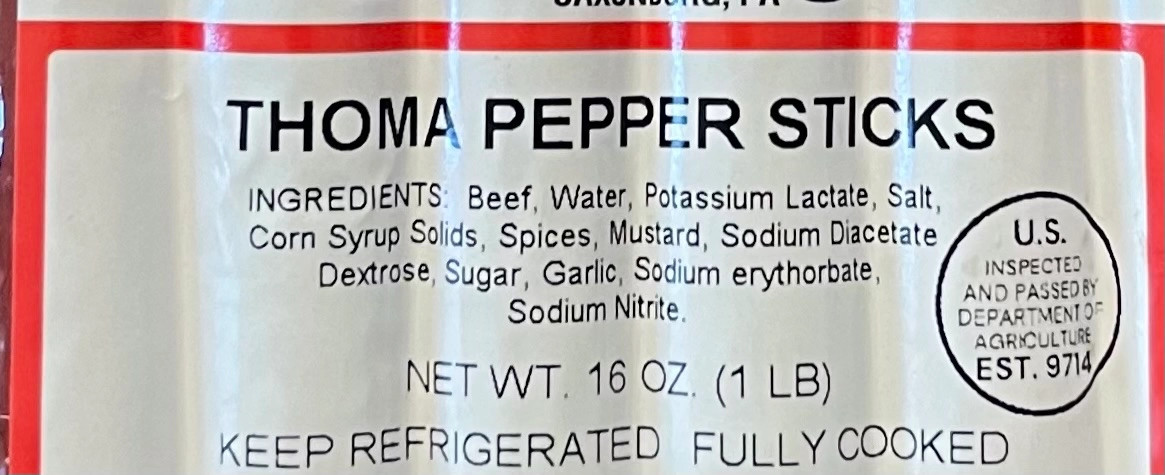 THOMA PEPPER STICKS
INGREDIENTS: Beef, Water, Potassium Lactate, Salt,
Corn Syrup Solids, Spices, Mustard, Sodium Diacetate
Dextrose, Sugar, Garlic, Sodium erythorbate,
Sodium Nitrite.
U.S.
INSPECTED
AND PASSED BY
DEPARTMENT OF
AGRICULTURE
EST. 9714
NET WT. 16 OZ. (1 LB)
KEEP REFRIGERATED FULLY COOKED